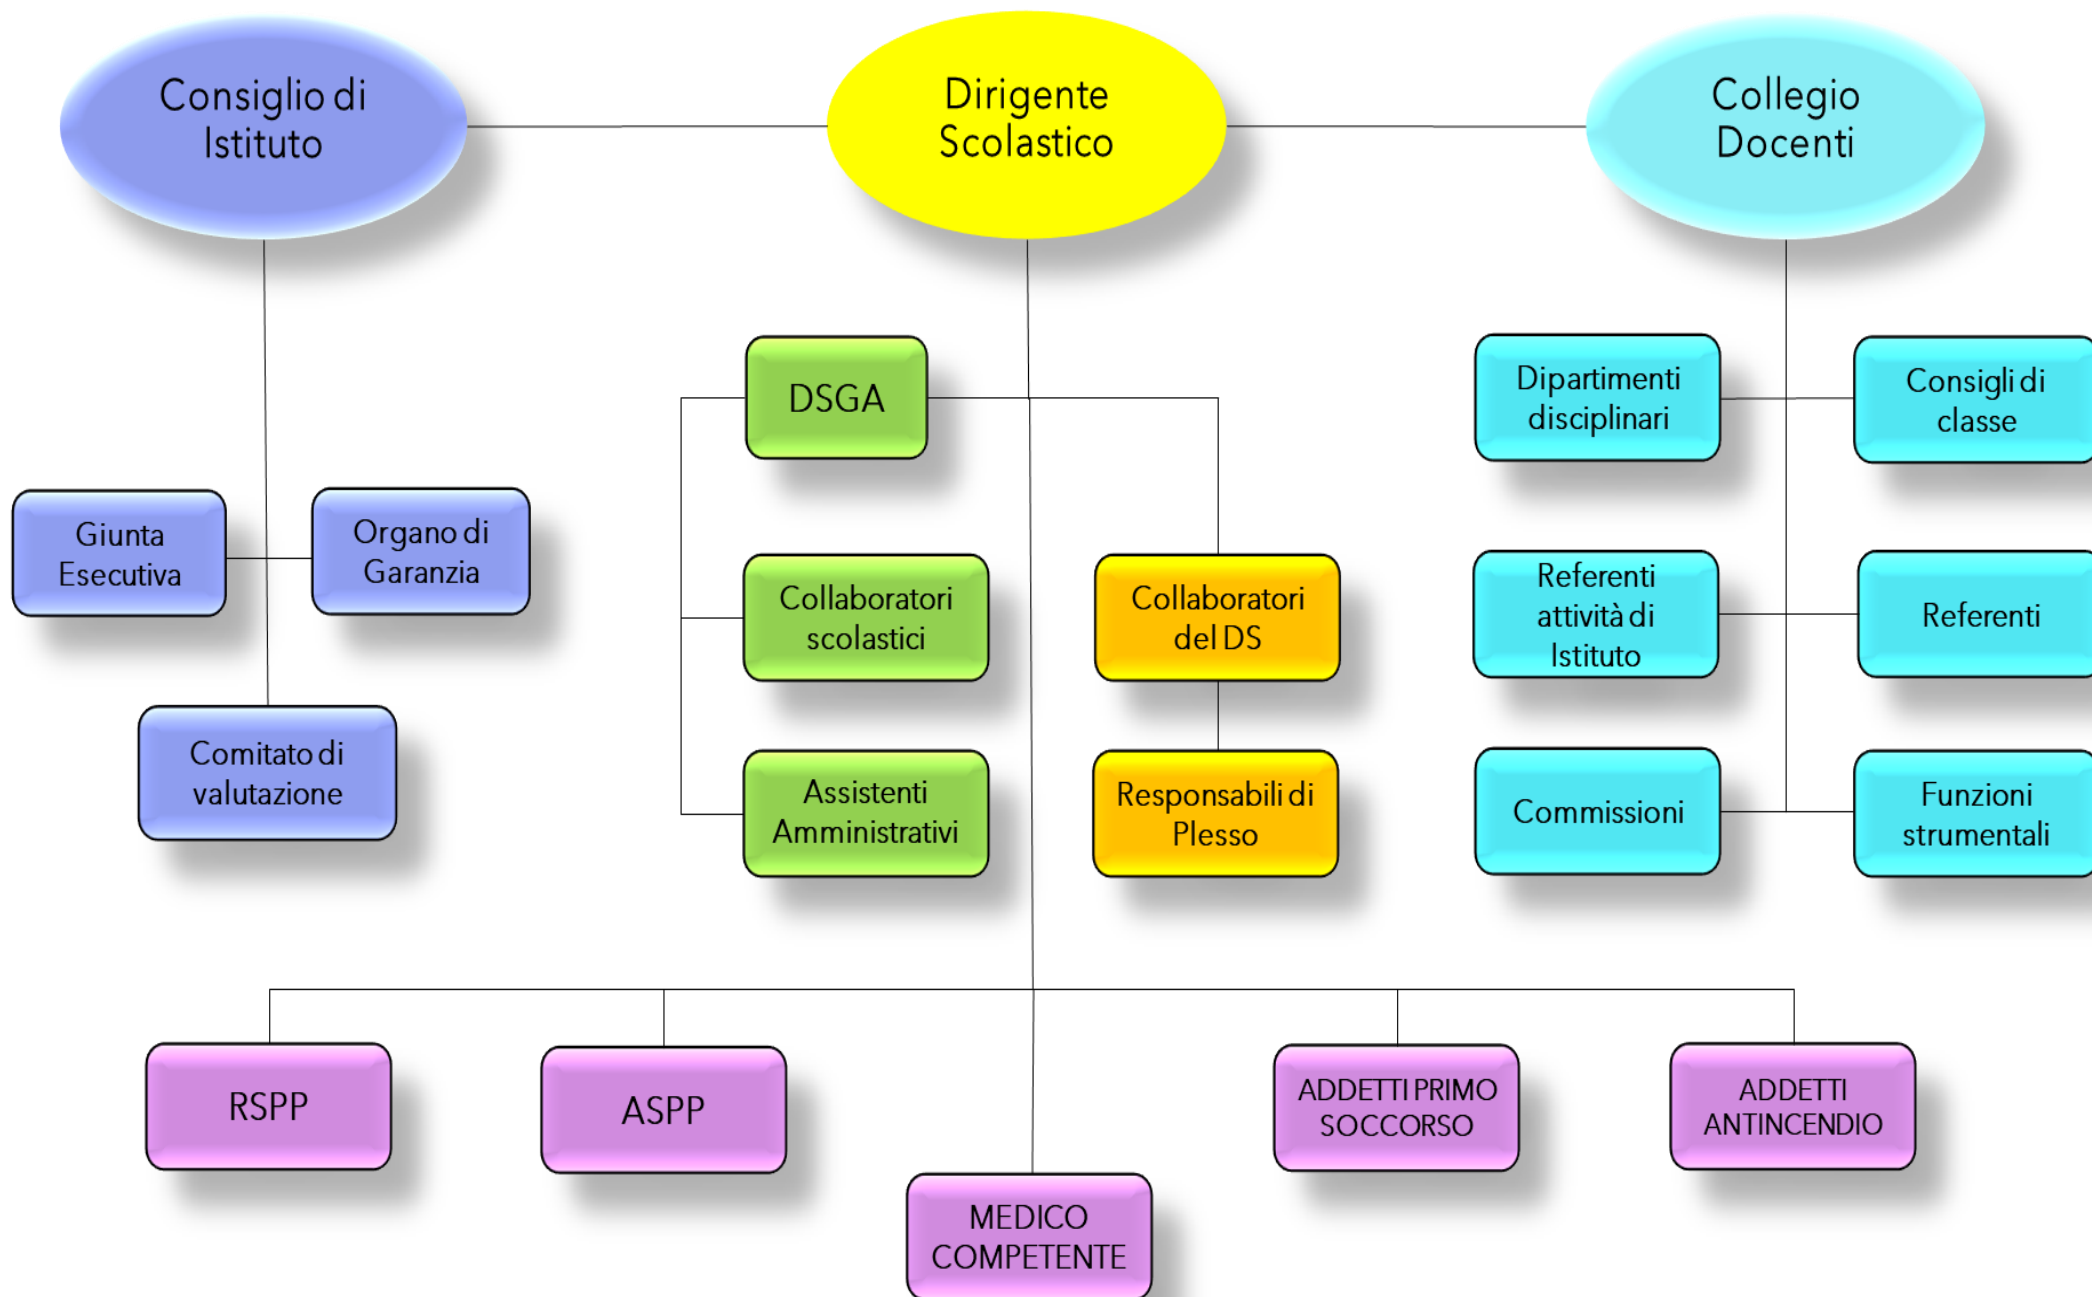 Consiglio di
Istituto
Dirigente
Scolastico
Collegio
Docenti
DSGA
Dipartimenti
disciplinari
Consigli di
classe
Giunta
Esecutiva
Organo di
Garanzia
Collaboratori
scolastici
Collaboratori
del DS
Referenti
attività di
Istituto
Referenti
Comitato di
valutazione
Assistenti
Amministrativi
Responsabili di
Plesso
Commissioni
Funzioni
strumentali
RSPP
ASPP
MEDICO
COMPETENTE
ADDETTI PRIMO
SOCCORSO
ADDETTI
ANTINCENDIO